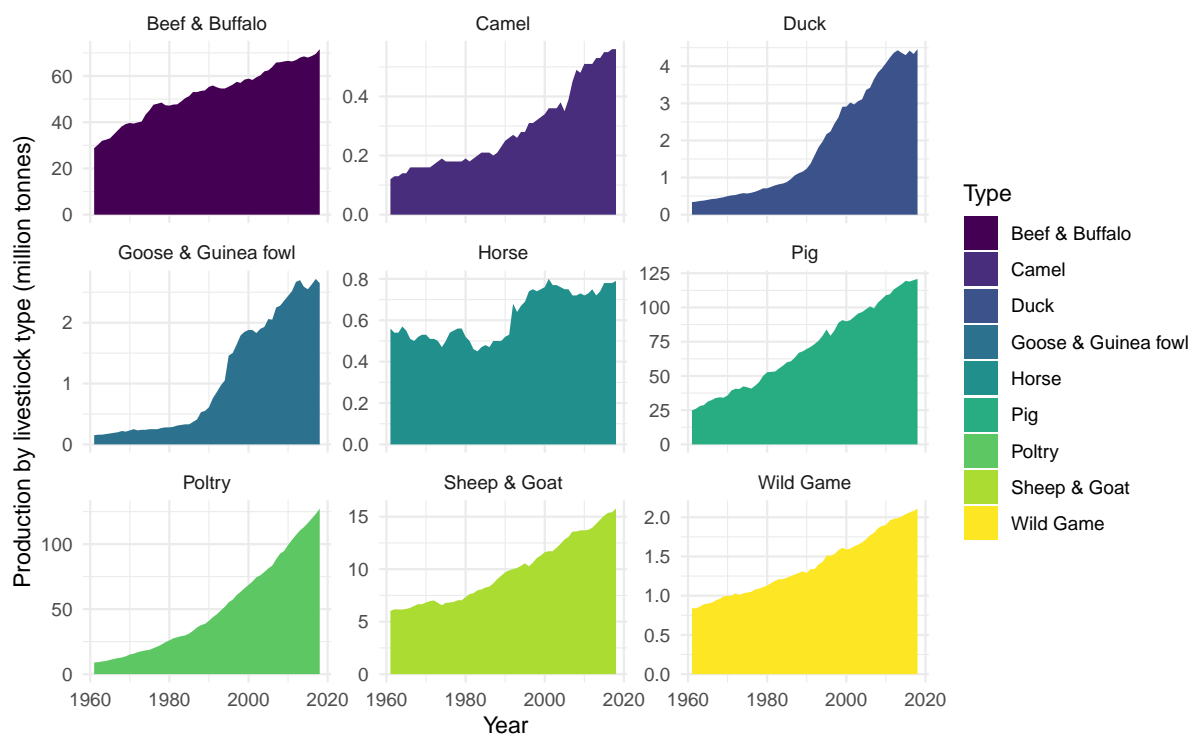 Beef & Buffalo
Camel
Duck
60
40
20
0
0.4
0.2
0.0
4
3
2
1
0
Goose & Guinea fowl
Horse
Pig
2
1
0
0.8
0.6
0.4
0.2
0.0
125
100
75
50
25
0
Poltry
Sheep & Goat
Wild Game
100
50
0
15
10
5
0
2.0
1.5
1.0
0.5
0.0
1960 1980 2000 2020
1960 1980 2000 2020
1960 1980 2000 2020
Year
Production by livestiock type (million tonnes)
Type
Beef & Buffalo
Camel
Duck
Goose & Guinea fowl
Horse
Pig
Poltry
Sheep & Goat
Wild Game